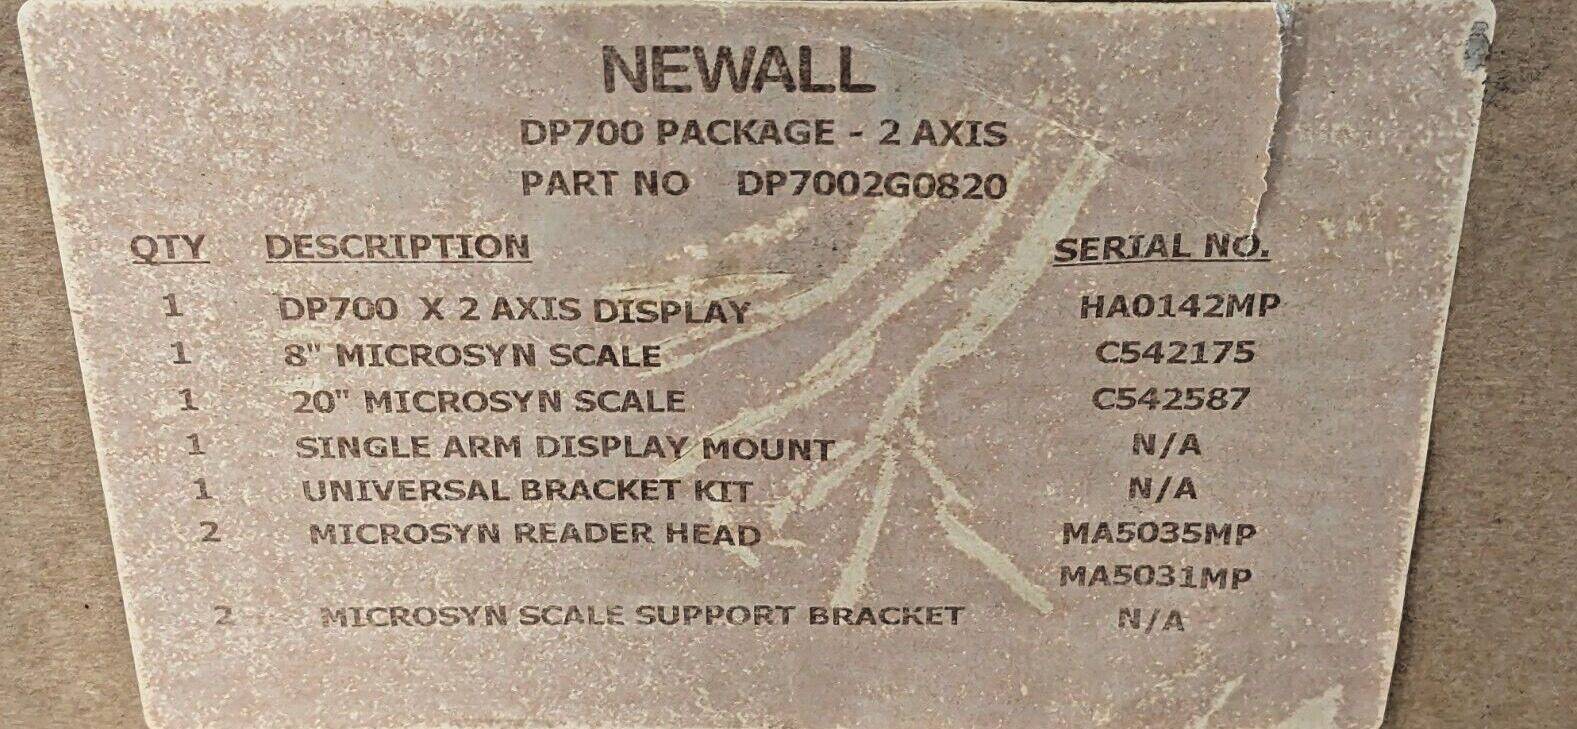 NEWALL
DP700 PACKAGE - 2 AXIS
PART NO DP7002G0820
QTY DESCRIPTION SERIAL NO.
1 DP700 X 2 AXIS DISPLAY HA0142MP
1 8" MICROSYN SCALE C542175
1 20" MICROSYN SCALE C542587
1 SINGLE ARM DISPLAY MOUNT N/A
1 UNIVERSAL BRACKET KIT N/A
2 MICROSYN READER HEAD MA5035MP
MA5031MP
2 MICROSYN SCALE SUPPORT BRACKET N/A